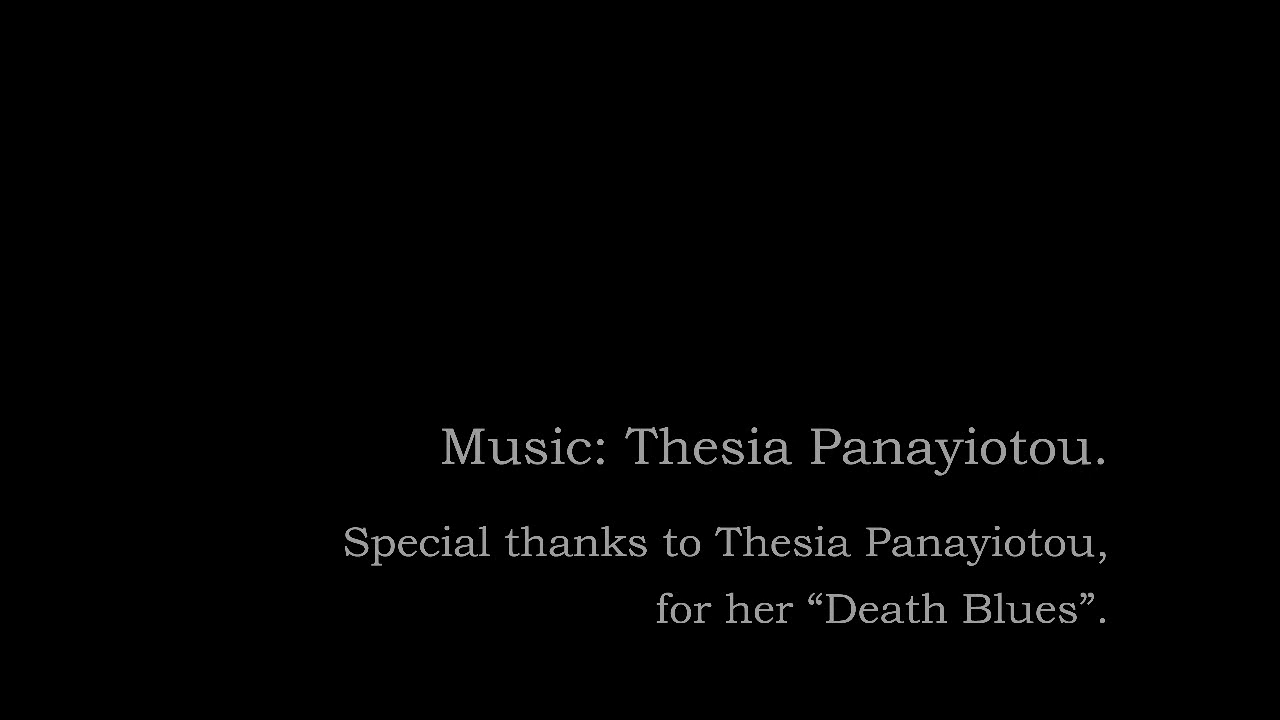 Music: Thesia Panayiotou.
Special thanks to Thesia Panayiotou,
for her “Death Blues”.